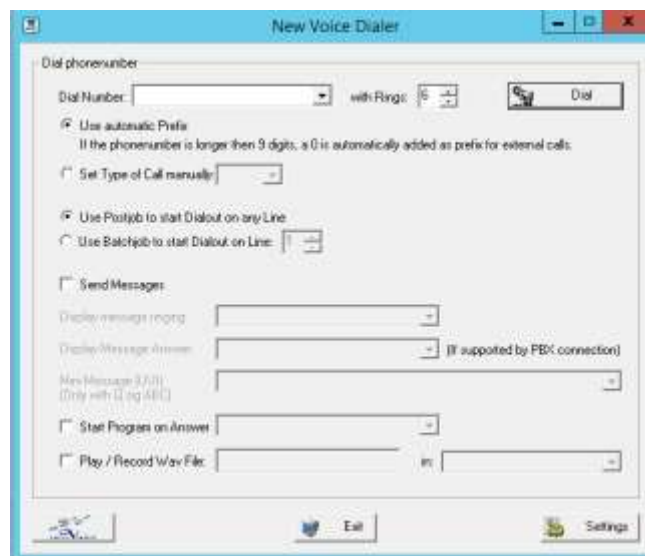 New Voice Dialer
Dial phonenumber
Dial Number: with Rings: 6 Dial
Use automatic Prefix
If the phonenumber is longer then 9 digits, a 0 is automatically added as prefix for external calls.
Set Type of Call manually:
Use Postjob to start Dialout on any Line
Use Batchjob to start Dialout on Line: 1
Send Messages
Display message ringing:
Display Message Answer: (If supported by PBX connection)
Mex Message (UUI)
Start Program on Answer
Play / Record Wav File: in:
Exit Settings